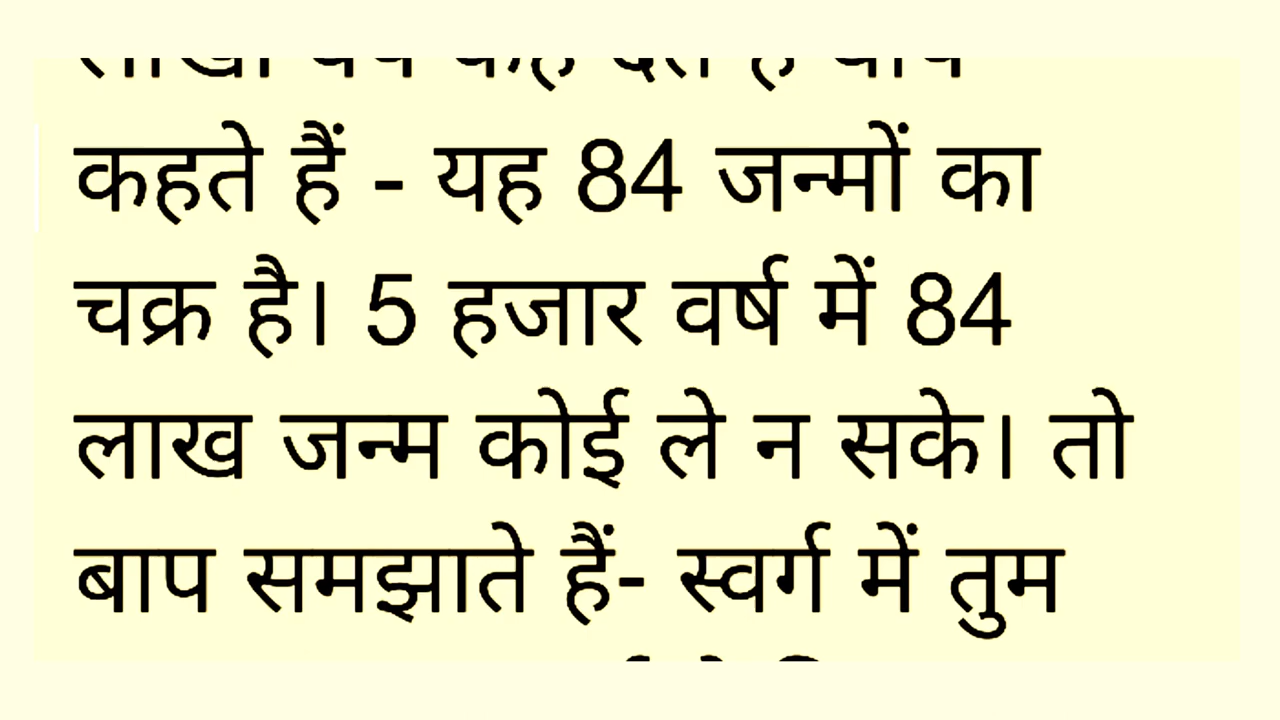 कहते हैं - यह 84 जन्मों का
चक्र है। 5 हजार वर्ष में 84
लाख जन्म कोई ले न सके। तो
बाप समझाते हैं- स्वर्ग में तुम